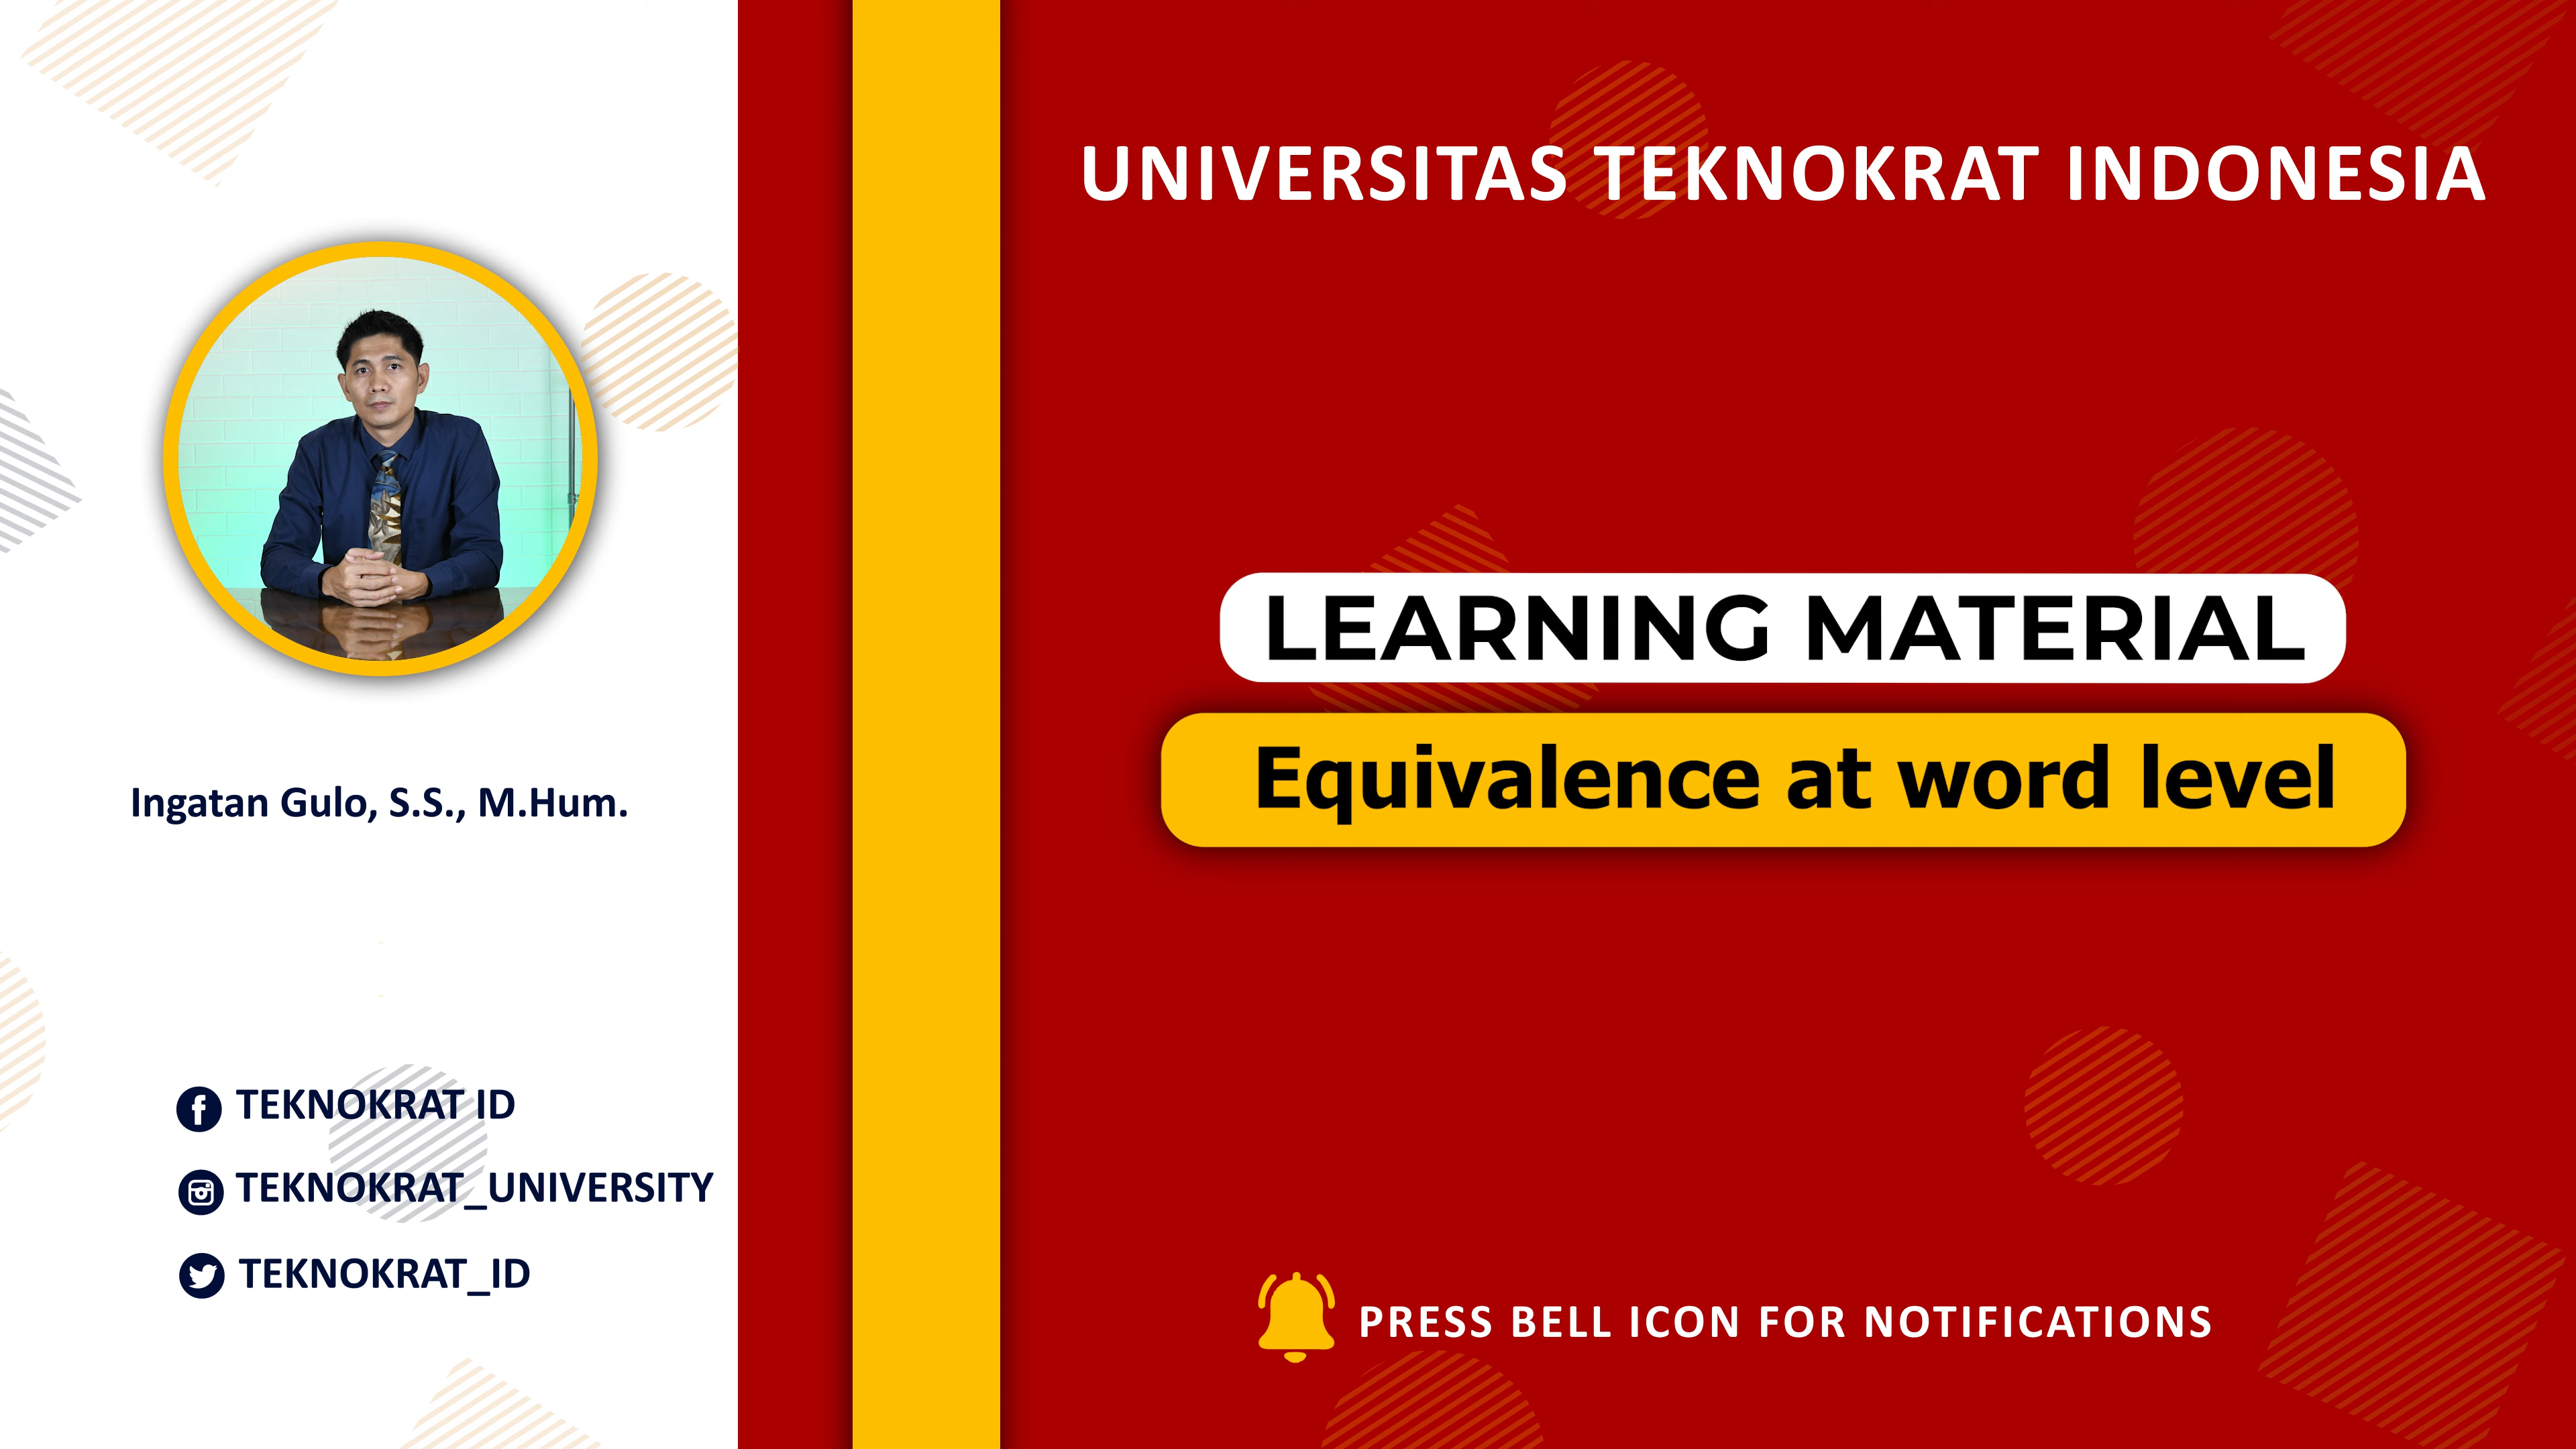 UNIVERSITAS TEKNOKRAT INDONESIA
LEARNING MATERIAL
Equivalence at word level
Ingatan Gulo, S.S., M.Hum.
TEKNOKRAT ID
TEKNOKRAT_UNIVERSITY
TEKNOKRAT_ID
PRESS BELL ICON FOR NOTIFICATIONS